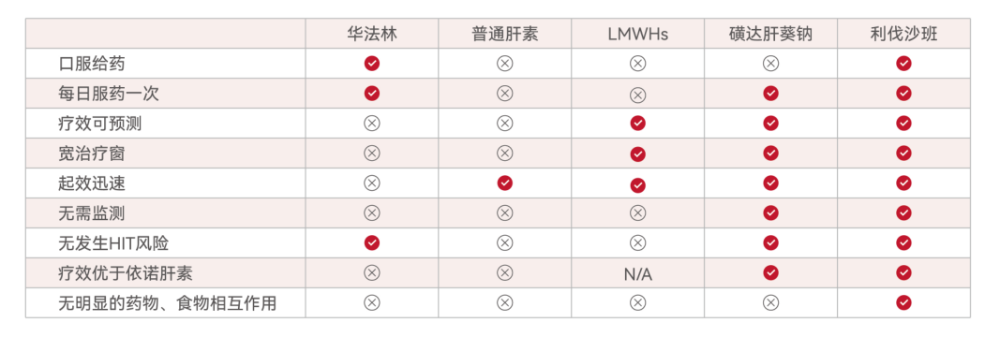 华法林 普通肝素 LMWHs 磺达肝葵钠 利伐沙班
口服给药
每日服药一次
疗效可预测
宽治疗窗
起效迅速
无需监测
无发生HIT风险
疗效优于依诺肝素 N/A
无明显的药物、食物相互作用